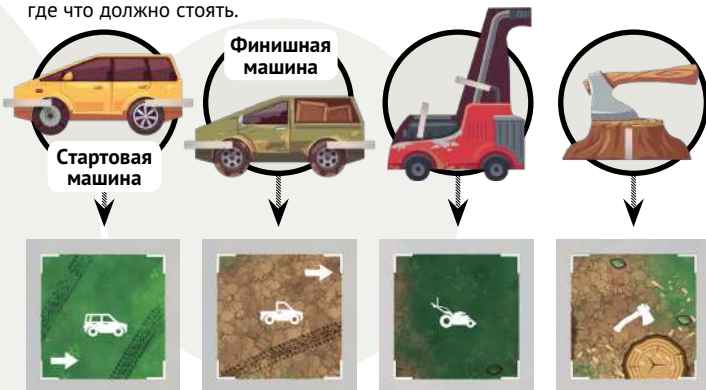 где что должно стоять.
Финишная
машина
Стартовая
машина